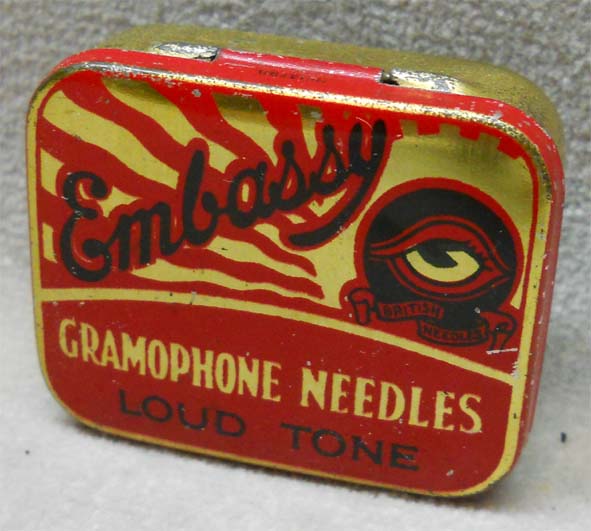 Embassy
BRITISH
NEEDLES
GRAMOPHONE NEEDLES
LOUD TONE